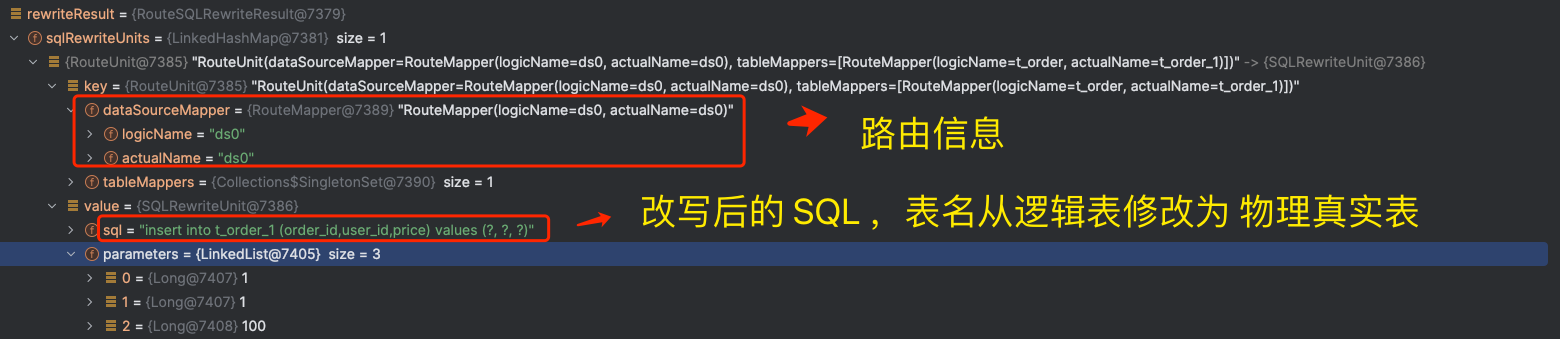 rewriteResult = {RouteSQLRewriteResult@7379}
sqlRewriteUnits = {LinkedHashMap@7381} size = 1
{RouteUnit@7385} "RouteUnit(dataSourceMapper=RouteMapper(logicName=ds0, actualName=ds0), tableMappers=[RouteMapper(logicName=t_order, actualName=t_order_1)])" -> {SQLRewriteUnit@7386}
key = {RouteUnit@7385} "RouteUnit(dataSourceMapper=RouteMapper(logicName=ds0, actualName=ds0), tableMappers=[RouteMapper(logicName=t_order, actualName=t_order_1)])"
dataSourceMapper = {RouteMapper@7389} "RouteMapper(logicName=ds0, actualName=ds0)"
logicName = "ds0"
路由信息
actualName = "ds0"
tableMappers = {Collections$SingletonSet@7390} size = 1
value = {SQLRewriteUnit@7386}
改写后的 SQL ，表名从逻辑表修改为 物理真实表
sql = "insert into t_order_1 (order_id,user_id,price) values (?, ?, ?)"
parameters = {LinkedList@7405} size = 3
0 = {Long@7407} 1
1 = {Long@7407} 1
2 = {Long@7408} 100